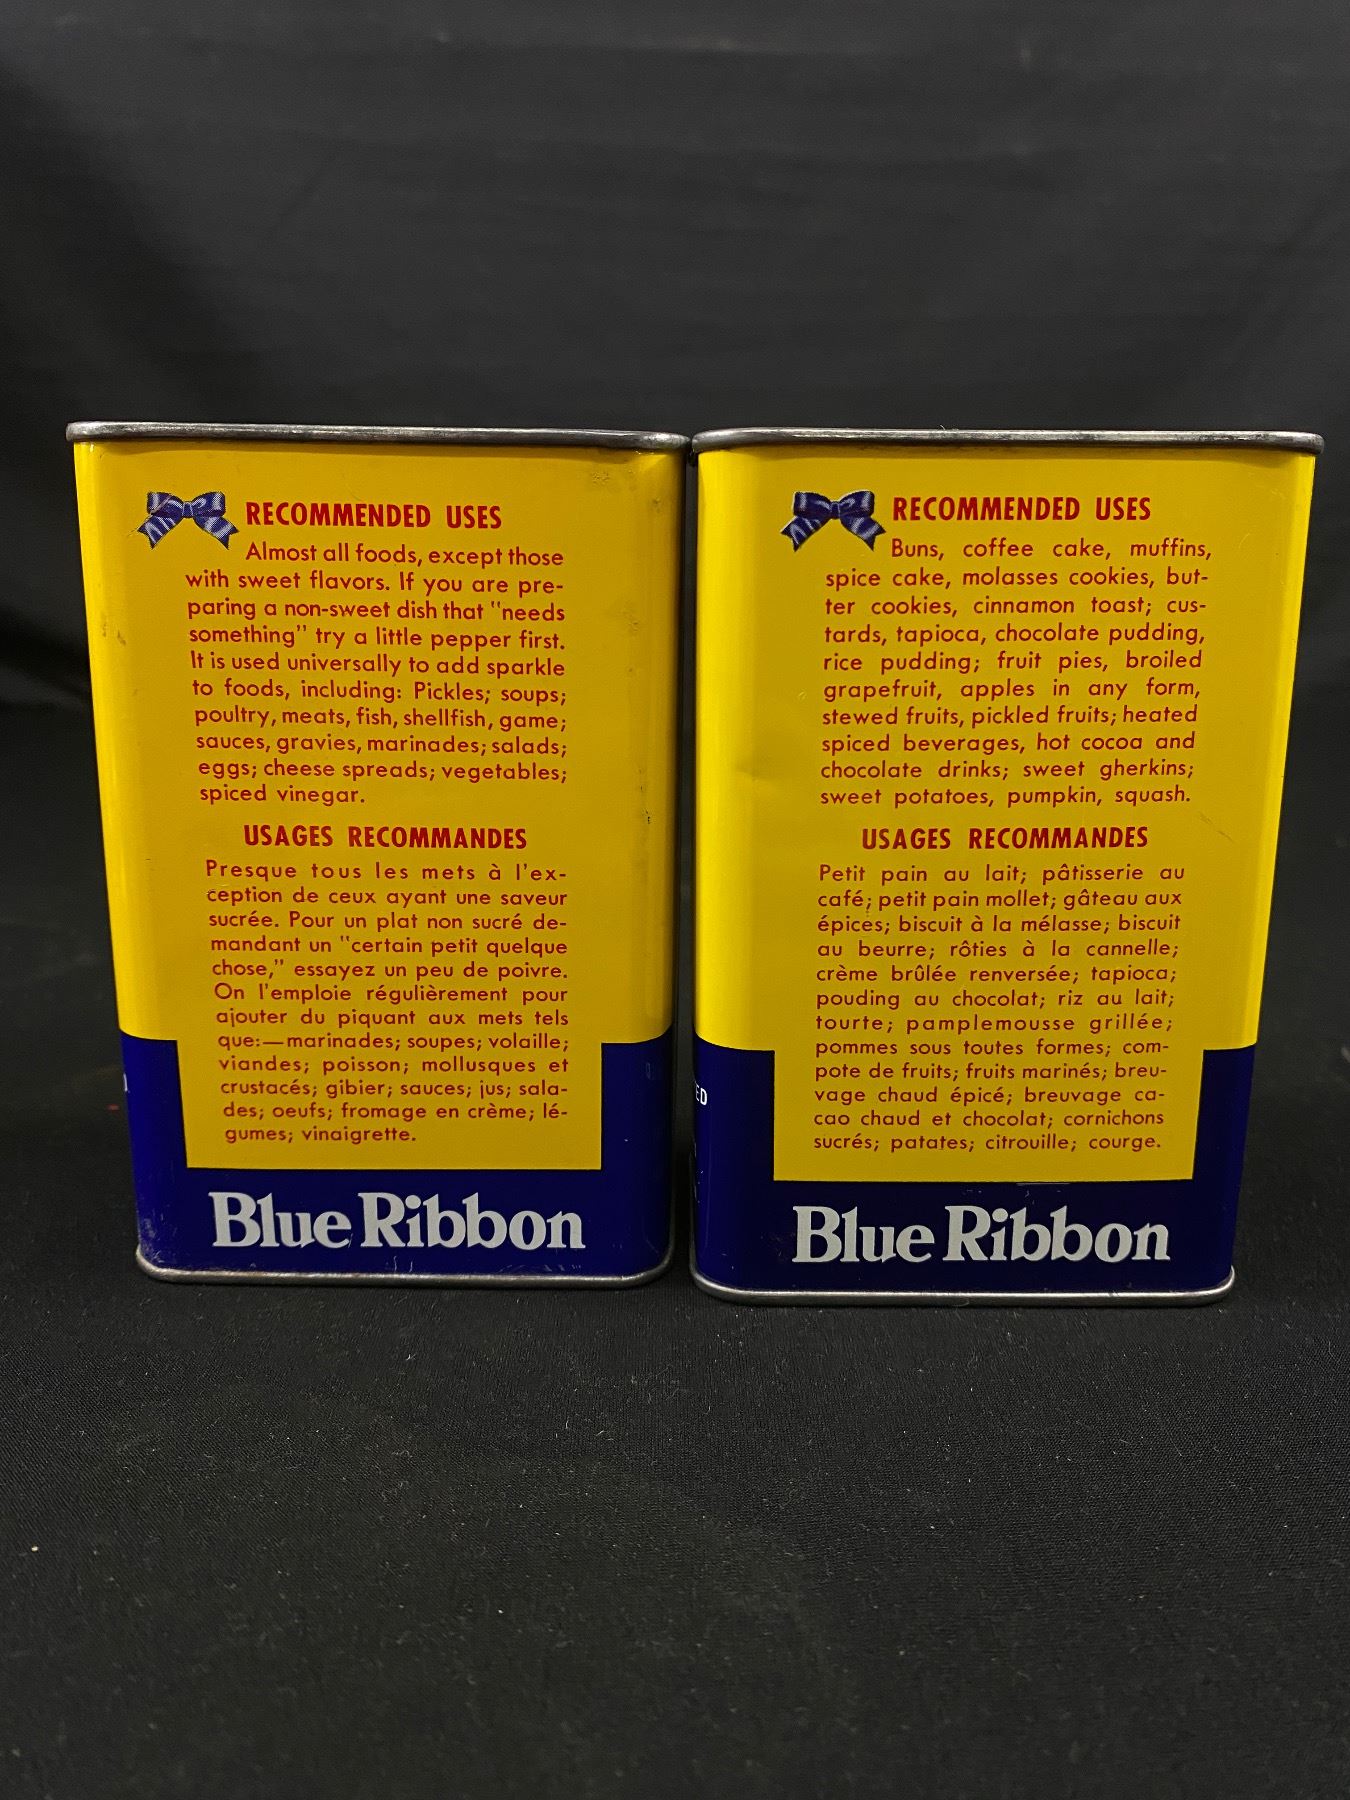 RECOMMENDED USES
Almost all foods, except those
with sweet flavors. If you are pre-
paring a non-sweet dish that "needs
something" try a little pepper first.
It is used universally to add sparkle
to foods, including: Pickles; soups;
poultry, meats, fish, shellfish, game;
sauces, gravies, marinades; salads;
eggs; cheese spreads; vegetables;
spiced vinegar.
USAGES RECOMMANDES
Presque tous les mets à l'ex-
ception de ceux ayant une saveur
sucrée. Pour un plat non sucré de-
mandant un "certain petit quelque
chose," essayez un peu de poivre.
On l'emploie régulièrement pour
ajouter du piquant aux mets tels
que:—marinades; soupes; volaille;
viandes; poisson; mollusques et
crustacés; gibier; sauces; jus; sala-
des; oeufs; fromage en crème; lé-
gumes; vinaigrette.
Blue Ribbon
RECOMMENDED USES
Buns, coffee cake, muffins,
spice cake, molasses cookies, but-
ter cookies, cinnamon toast; cus-
tards, tapioca, chocolate pudding,
rice pudding; fruit pies, broiled
grapefruit, apples in any form,
stewed fruits, pickled fruits; heated
spiced beverages, hot cocoa and
chocolate drinks; sweet gherkins;
sweet potatoes, pumpkin, squash.
USAGES RECOMMANDES
Petit pain au lait; pâtisserie au
café; petit pain mollet; gâteau aux
épices; biscuit à la mélasse; biscuit
au beurre; rôties à la cannelle;
crème brûlée renversée; tapioca;
pouding au chocolat; riz au lait;
tourte; pamplemousse grillée;
pommes sous toutes formes; com-
pote de fruits; fruits marinés; breu-
vage chaud épicé; breuvage ca-
cao chaud et chocolat; cornichons
sucrés; patates; citrouille; courge.
ED
Blue Ribbon